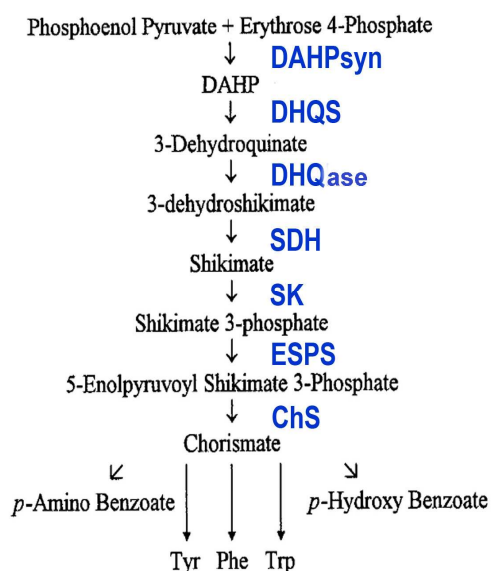 Phosphoenol Pyruvate + Erythrose 4-Phosphate
DAHPsyn
DAHP
DHQS
3-Dehydroquinate
DHQase
3-dehydroshikimate
SDH
Shikimate
SK
Shikimate 3-phosphate
ESPS
5-Enolpyruvoyl Shikimate 3-Phosphate
ChS
Chorismate
p-Amino Benzoate
p-Hydroxy Benzoate
Tyr Phe Trp